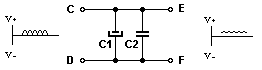 V+ C E V+
C1 C2
V- D F V-